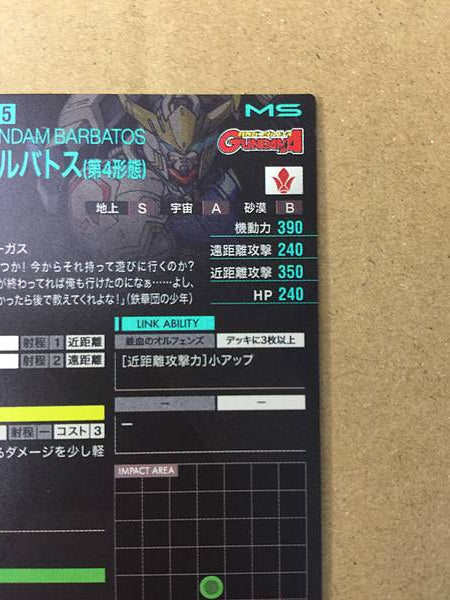 5
MS
NDAM BARBATOS
ルバトス(第4形態)
GUNDAM A
地上 S 宇宙 A 砂漠 B
機動力 390
ーガス
遠距離攻撃 240
つか! 今からそれ持って遊びに行くのか?
近距離攻撃 350
が終わってれば俺も行けたのになぁ……よし、
かったら後で教えてくれよな!」(鉄華団の少年)
HP 240
LINK ABILITY
射程 1 近距離
鉄血のオルフェンズ デッキに3枚以上
射程 2 遠距離
[近距離攻撃力]小アップ
— —
射程 — コスト 3
—
るダメージを少し軽
IMPACT AREA